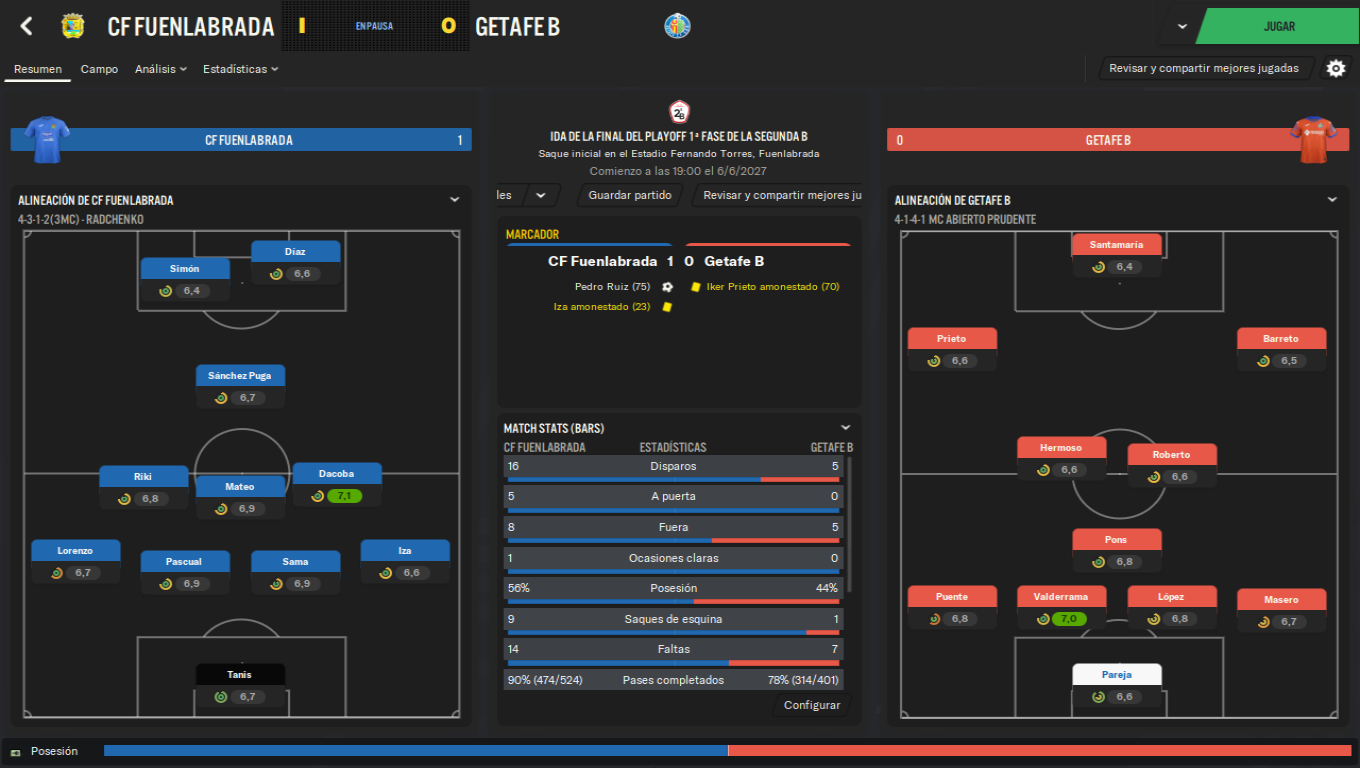 CF FUENLABRADA
1
EN PAUSA
0
GETAFE B
JUGAR
Resumen
Campo
Análisis
Estadísticas
Revisar y compartir mejores jugadas
CF FUENLABRADA
1
2ªB
IDA DE LA FINAL DEL PLAYOFF 1ª FASE DE LA SEGUNDA B
Saque inicial en el Estadio Fernando Torres, Fuenlabrada
Comienzo a las 19:00 el 6/6/2027
0
GETAFE B
les
Guardar partido
Revisar y compartir mejores ju
ALINEACIÓN DE CF FUENLABRADA
4-3-1-2(3MC) - RADCHENKO
Díaz
6,6
Simón
6,4
Sánchez Puga
6,7
Dacoba
7,1
Riki
6,8
Mateo
6,9
Lorenzo
6,7
Pascual
6,9
Sama
6,9
Iza
6,6
Tanis
6,7
MARCADOR
CF Fuenlabrada 1 0 Getafe B
Pedro Ruiz (75)
Iker Prieto amonestado (70)
Iza amonestado (23)
MATCH STATS (BARS)
CF FUENLABRADA ESTADÍSTICAS GETAFE B
16 Disparos 5
5 A puerta 0
8 Fuera 5
1 Ocasiones claras 0
56% Posesión 44%
9 Saques de esquina 1
14 Faltas 7
90% (474/524) Pases completados 78% (314/401)
Configurar
ALINEACIÓN DE GETAFE B
4-1-4-1 MC ABIERTO PRUDENTE
Santamaría
6,4
Prieto
6,6
Barreto
6,5
Hermoso
6,6
Roberto
6,6
Pons
6,8
Puente
6,8
Valderrama
7,0
López
6,8
Masero
6,7
Pareja
6,6
Posesión